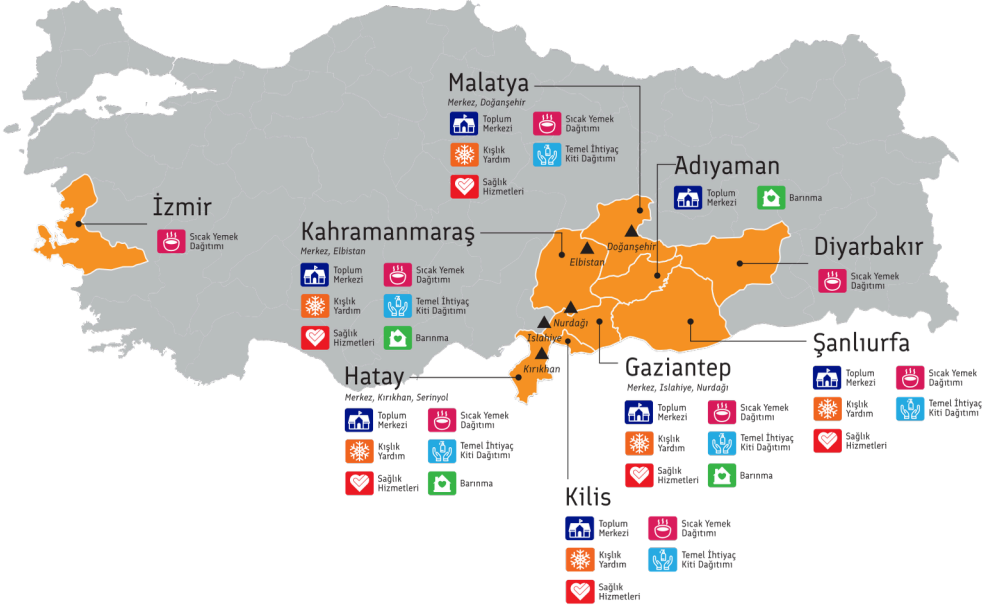 Malatya
Merkez, Doğanşehir
Toplum
Merkezi
Sıcak Yemek
Dağıtımı
Kışlık
Yardım
Temel İhtiyaç
Kiti Dağıtımı
Sağlık
Hizmetleri
Adıyaman
Toplum
Merkezi
Barınma
İzmir
Sıcak Yemek
Dağıtımı
Kahramanmaraş
Merkez, Elbistan
Toplum
Merkezi
Sıcak Yemek
Dağıtımı
Kışlık
Yardım
Temel İhtiyaç
Kiti Dağıtımı
Sağlık
Hizmetleri
Barınma
Doğanşehir
Elbistan
Nurdağı
Islahiye
Kırıkhan
Diyarbakır
Sıcak Yemek
Dağıtımı
Şanlıurfa
Toplum
Merkezi
Sıcak Yemek
Dağıtımı
Kışlık
Yardım
Temel İhtiyaç
Kiti Dağıtımı
Sağlık
Hizmetleri
Hatay
Merkez, Kırıkhan, Serinyol
Toplum
Merkezi
Sıcak Yemek
Dağıtımı
Kışlık
Yardım
Temel İhtiyaç
Kiti Dağıtımı
Sağlık
Hizmetleri
Barınma
Gaziantep
Merkez, Islahiye, Nurdağı
Toplum
Merkezi
Sıcak Yemek
Dağıtımı
Kışlık
Yardım
Temel İhtiyaç
Kiti Dağıtımı
Sağlık
Hizmetleri
Barınma
Kilis
Toplum
Merkezi
Sıcak Yemek
Dağıtımı
Kışlık
Yardım
Temel İhtiyaç
Kiti Dağıtımı
Sağlık
Hizmetleri